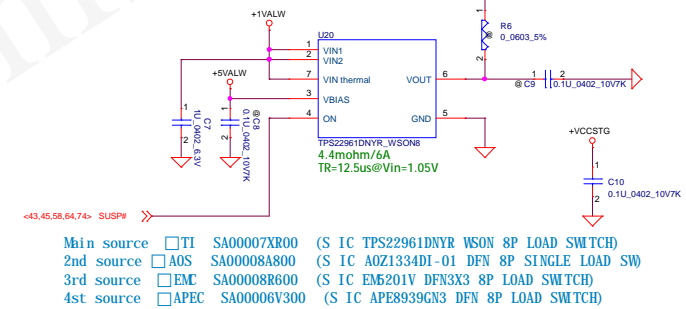 +1VALW
U20
1
R6
0_0603_5%
@
2
1 VIN1
2 VIN2
7 VIN thermal
VOUT 6
+5VALW
3 VBIAS
4 ON
GND 5
TPS22961DNYR_WSON8
4.4mohm/6A
TR=12.5us@Vin=1.05V
1
C7
1U_0402_6.3V
2
1
@C8
0.1U_0402_10V7K
2
@ C9
1 2
0.1U_0402_10V7K
+VCCSTG
1
C10
0.1U_0402_10V7K
2
<43,45,58,64,74> SUSP#
Main source □TI SA00007XR00 (S IC TPS22961DNYR WSON 8P LOAD SWITCH)
2nd source □AOS SA00008A800 (S IC AOZ1334DI-01 DFN 8P SINGLE LOAD SW)
3rd source □EMC SA00008R600 (S IC EM5201V DFN3X3 8P LOAD SWITCH)
4st source □APEC SA00006V300 (S IC APE8939GN3 DFN 8P LOAD SWITCH)